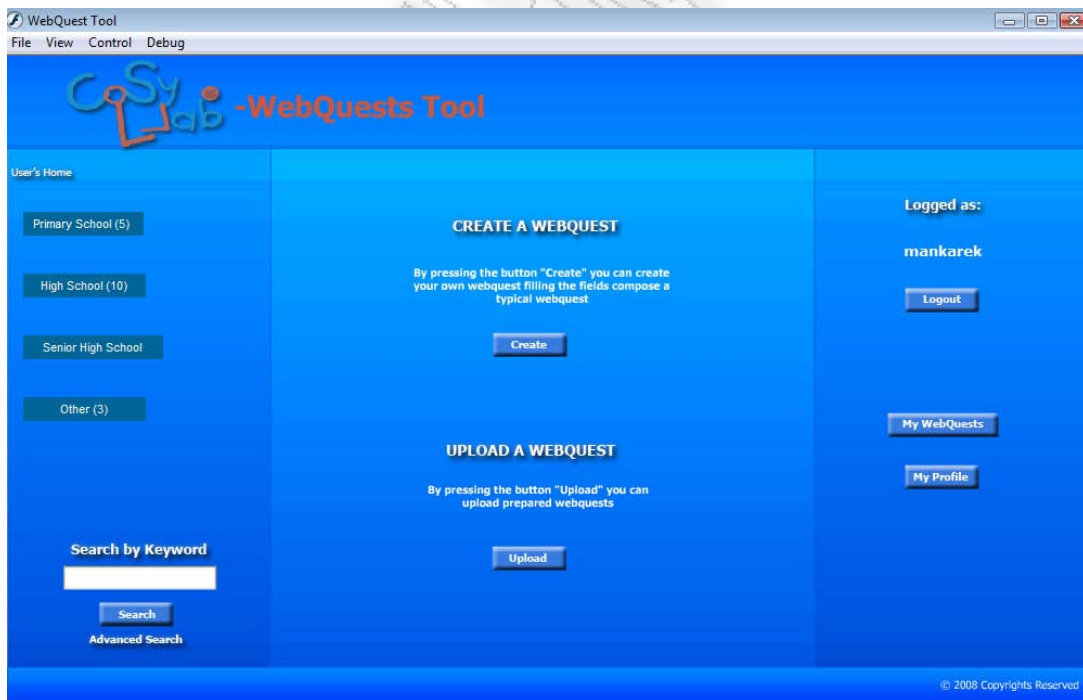 WebQuest Tool
File View Control Debug
CoSy Lab -WebQuests Tool
User's Home
Primary School (5)
High School (10)
Senior High School
Other (3)
Search by Keyword
Search
Advanced Search
CREATE A WEBQUEST
By pressing the button "Create" you can create
your own webquest filling the fields compose a
typical webquest
Create
UPLOAD A WEBQUEST
By pressing the button "Upload" you can
upload prepared webquests
Upload
Logged as:
mankarek
Logout
My WebQuests
My Profile
© 2008 Copyrights Reserved